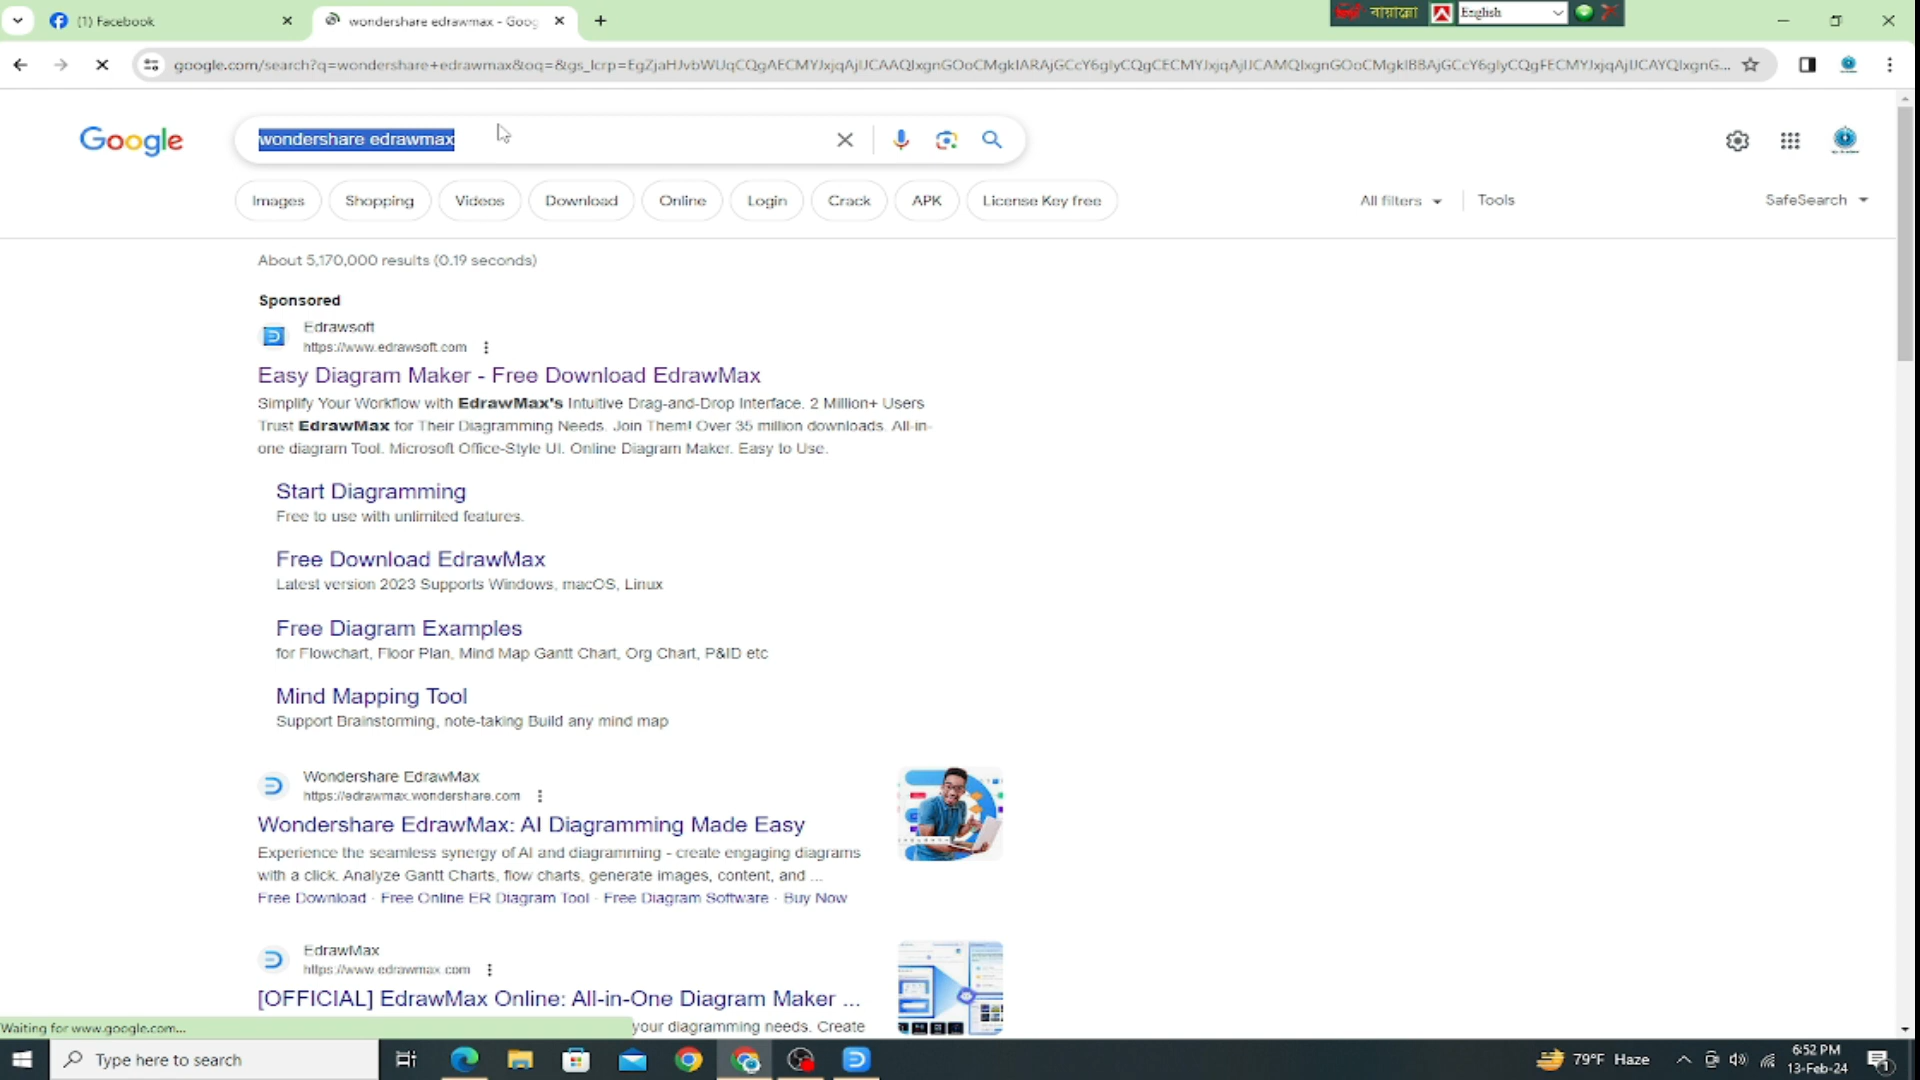 (1) Facebook
wondershare edrawmax - Goog
বায়ান্নো
English
google.com/search?q=wondershare+edrawmax&oq=&gs_lcrp=
Google
wondershare edrawmax
Images
Shopping
Videos
Download
Online
Login
Crack
APK
License Key free
All filters
Tools
SafeSearch
About 5,170,000 results (0.19 seconds)
Sponsored
Edrawsoft
https://www.edrawsoft.com
Easy Diagram Maker - Free Download EdrawMax
Simplify Your Workflow with EdrawMax's Intuitive Drag-and-Drop Interface. 2 Million+ Users
Trust EdrawMax for Their Diagramming Needs. Join Them! Over 35 million downloads. All-in-
one diagram Tool. Microsoft Office-Style UI. Online Diagram Maker. Easy to Use.
Start Diagramming
Free to use with unlimited features.
Free Download EdrawMax
Latest version 2023 Supports Windows, macOS, Linux
Free Diagram Examples
for Flowchart, Floor Plan, Mind Map Gantt Chart, Org Chart, P&ID etc
Mind Mapping Tool
Support Brainstorming, note-taking Build any mind map
Wondershare EdrawMax
https://edrawmax.wondershare.com
Wondershare EdrawMax: AI Diagramming Made Easy
Experience the seamless synergy of AI and diagramming - create engaging diagrams
with a click. Analyze Gantt Charts, flow charts, generate images, content, and ...
Free Download · Free Online ER Diagram Tool · Free Diagram Software · Buy Now
EdrawMax
https://www.edrawmax.com
[OFFICIAL] EdrawMax Online: All-in-One Diagram Maker ...
your diagramming needs. Create
Waiting for www.google.com...
Type here to search
79°F Haze
6:52 PM
13-Feb-24
1